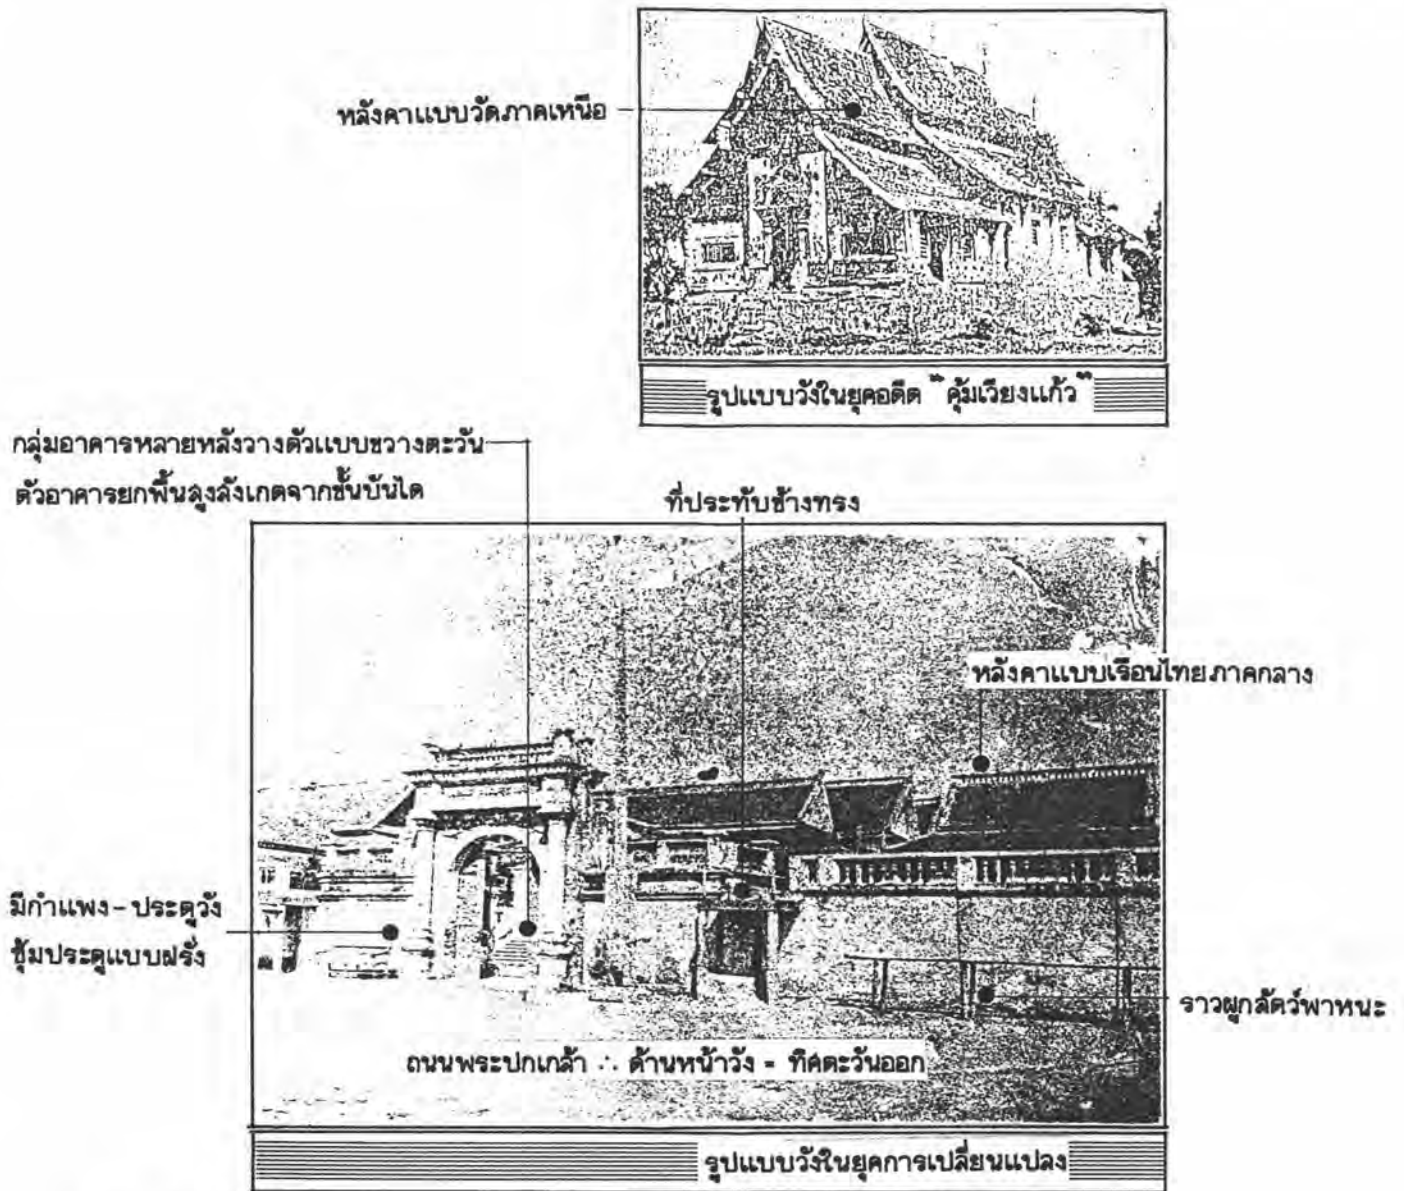 หลังคาแบบวัดภาคเหนือ
รูปแบบวังในยุคอดีต "คุ้มเวียงแก้ว"
กลุ่มอาคารหลายหลังวางตัวแบบขวางตะวัน
ตัวอาคารยกพื้นสูงสังเกตจากขั้นบันได
ที่ประทับช้างทรง
หลังคาแบบเรือนไทยภาคกลาง
มีกำแพง-ประตูวัง
ซุ้มประตูแบบฝรั่ง
ราวผูกสัตว์พาหนะ
ถนนพระปกเกล้า ∴ ด้านหน้าวัง = ทิศตะวันออก
รูปแบบวังในยุคการเปลี่ยนแปลง